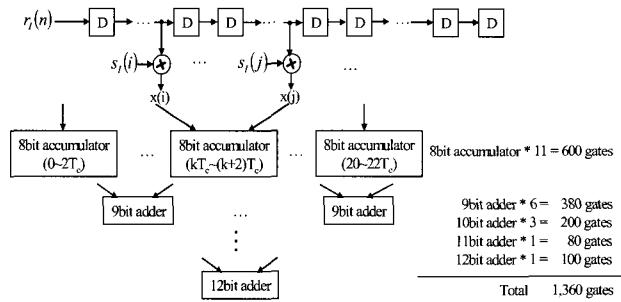 r_I(n) D ... D D ... D ... D D
s_I(i) ... s_I(j) ...
x(i) x(j)
8bit accumulator (0~2T_c) ... 8bit accumulator (kT_c~(k+2)T_c) ... 8bit accumulator (20~22T_c)
8bit accumulator * 11 = 600 gates
9bit adder ... 9bit adder
12bit adder
9bit adder * 6 = 380 gates
10bit adder * 3 = 200 gates
11bit adder * 1 = 80 gates
12bit adder * 1 = 100 gates
Total 1,360 gates